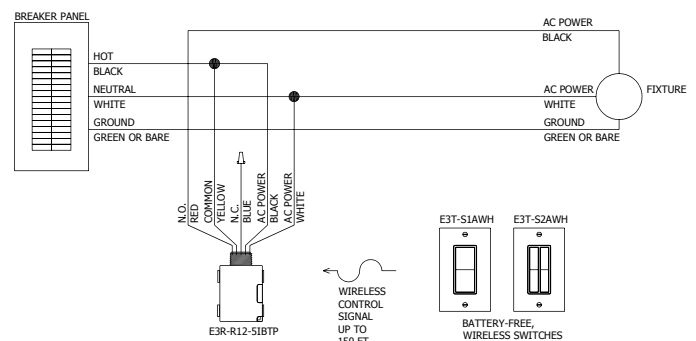 BREAKER PANEL
HOT
BLACK
NEUTRAL
WHITE
GROUND
GREEN OR BARE
AC POWER
BLACK
AC POWER
WHITE
GROUND
GREEN OR BARE
FIXTURE
N.O.
RED
COMMON
YELLOW
N.C.
BLUE
AC POWER
BLACK
AC POWER
WHITE
E3R-R12-5IBTP
WIRELESS
CONTROL
SIGNAL
UP TO
150 FT
E3T-S1AWH
E3T-S2AWH
BATTERY-FREE,
WIRELESS SWITCHES